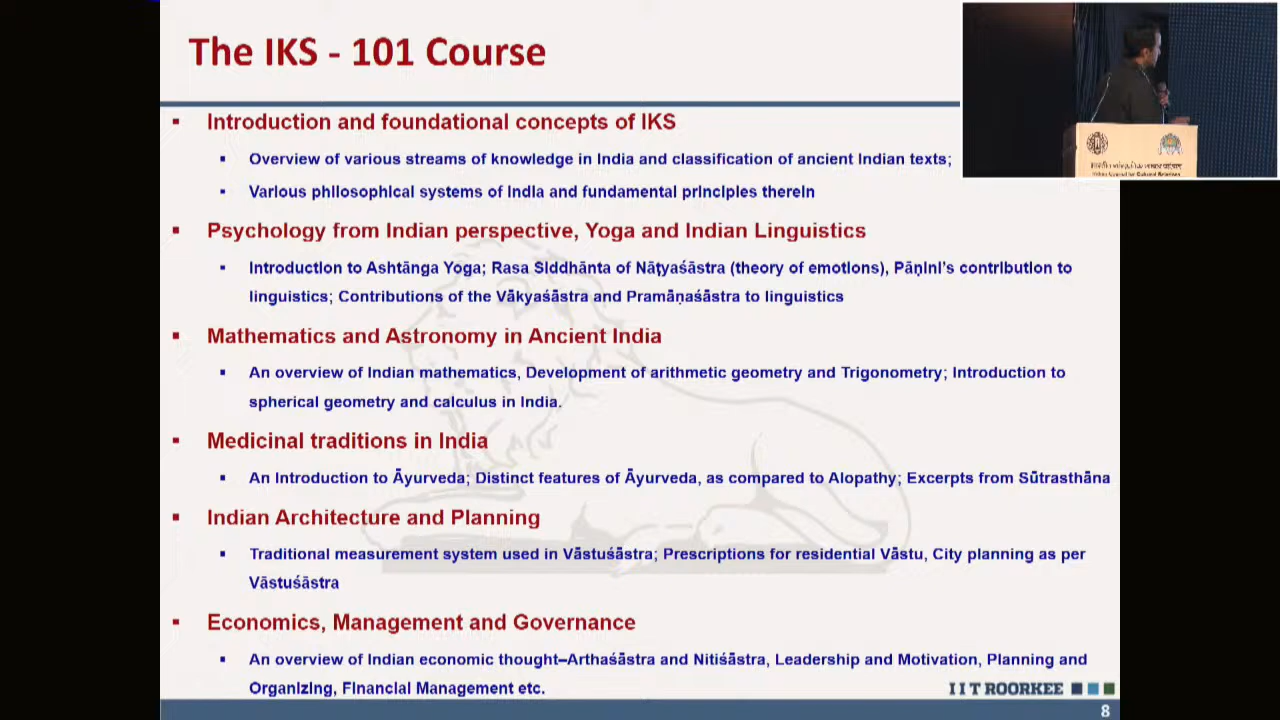 The IKS - 101 Course
▪ Introduction and foundational concepts of IKS
▪ Overview of various streams of knowledge in India and classification of ancient Indian texts;
▪ Various philosophical systems of India and fundamental principles therein
▪ Psychology from Indian perspective, Yoga and Indian Linguistics
▪ Introduction to Ashtānga Yoga; Rasa Siddhānta of Nāṭyaśāstra (theory of emotions), Pāṇini's contribution to
linguistics; Contributions of the Vākyaśāstra and Pramāṇaśāstra to linguistics
▪ Mathematics and Astronomy in Ancient India
▪ An overview of Indian mathematics, Development of arithmetic geometry and Trigonometry; Introduction to
spherical geometry and calculus in India.
▪ Medicinal traditions in India
▪ An Introduction to Āyurveda; Distinct features of Āyurveda, as compared to Alopathy; Excerpts from Sūtrasthāna
▪ Indian Architecture and Planning
▪ Traditional measurement system used in Vāstuśāstra; Prescriptions for residential Vāstu, City planning as per
Vāstuśāstra
▪ Economics, Management and Governance
▪ An overview of Indian economic thought–Arthaśāstra and Nitiśāstra, Leadership and Motivation, Planning and
Organizing, Financial Management etc.
IIT ROORKEE
8